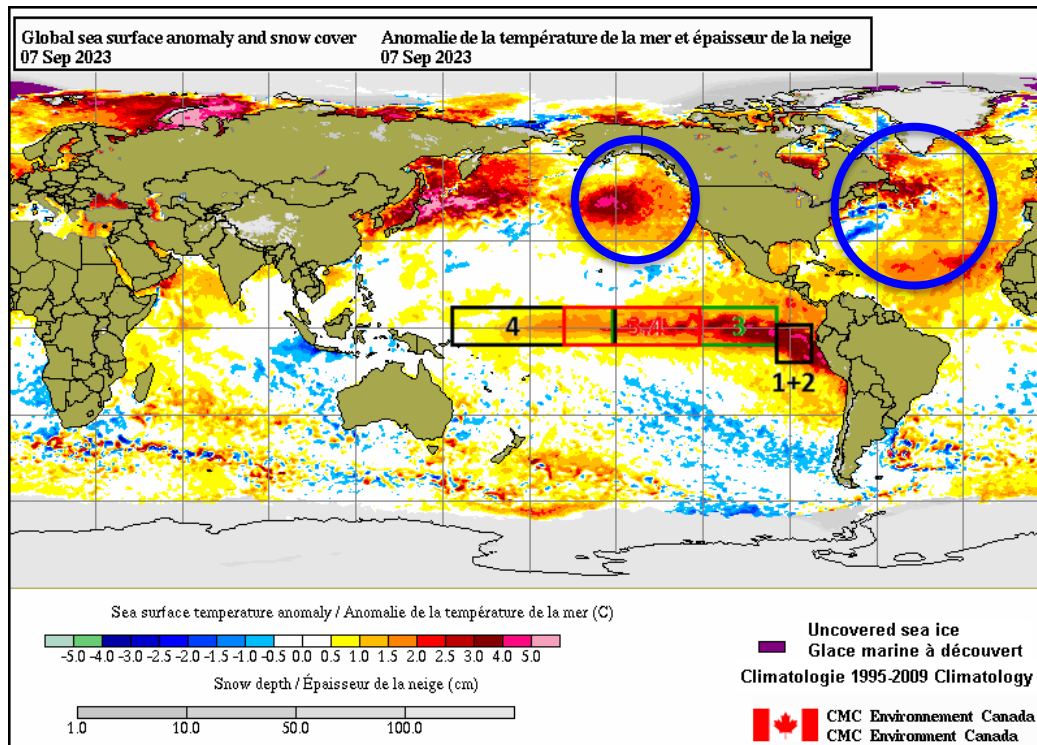 Global sea surface anomaly and snow cover Anomalie de la température de la mer et épaisseur de la neige
07 Sep 2023 07 Sep 2023
4
3.4
3
1+2
Sea surface temperature anomaly / Anomalie de la température de la mer (C)
-5.0 -4.0 -3.0 -2.5 -2.0 -1.5 -1.0 -0.5 0.0 0.5 1.0 1.5 2.0 2.5 3.0 4.0 5.0
Snow depth / Épaisseur de la neige (cm)
1.0 10.0 50.0 100.0
Uncovered sea ice
Glace marine à découvert
Climatologie 1995-2009 Climatology
CMC Environnement Canada
CMC Environment Canada